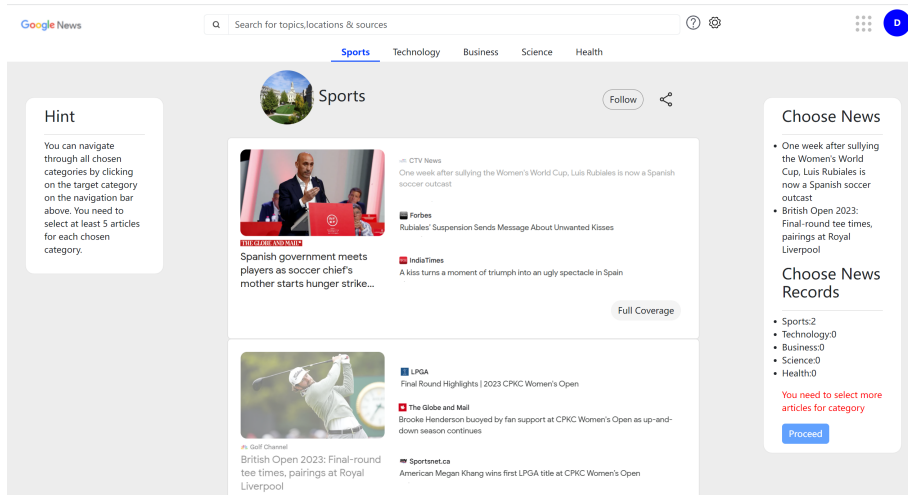 Google News
Search for topics,locations & sources
D
Sports Technology Business Science Health
Hint
You can navigate
through all chosen
categories by clicking
on the target category
on the navigation bar
above. You need to
select at least 5 articles
for each chosen
category.
Sports
Follow
THE GLOBE AND MAIL*
Spanish government meets
players as soccer chief's
mother starts hunger strike...
CTV News
One week after sullying the Women's World Cup, Luis Rubiales is now a Spanish
soccer outcast
Forbes
Rubiales' Suspension Sends Message About Unwanted Kisses
IndiaTimes
A kiss turns a moment of triumph into an ugly spectacle in Spain
Full Coverage
Golf Channel
British Open 2023: Final-round
tee times, pairings at Royal
Liverpool
LPGA
Final Round Highlights | 2023 CPKC Women's Open
The Globe and Mail
Brooke Henderson buoyed by fan support at CPKC Women's Open as up-and-
down season continues
Sportsnet.ca
American Megan Khang wins first LPGA title at CPKC Women's Open
Choose News
• One week after sullying
the Women's World
Cup, Luis Rubiales is
now a Spanish soccer
outcast
• British Open 2023:
Final-round tee times,
pairings at Royal
Liverpool
Choose News
Records
• Sports:2
• Technology:0
• Business:0
• Science:0
• Health:0
You need to select more
articles for category
Proceed